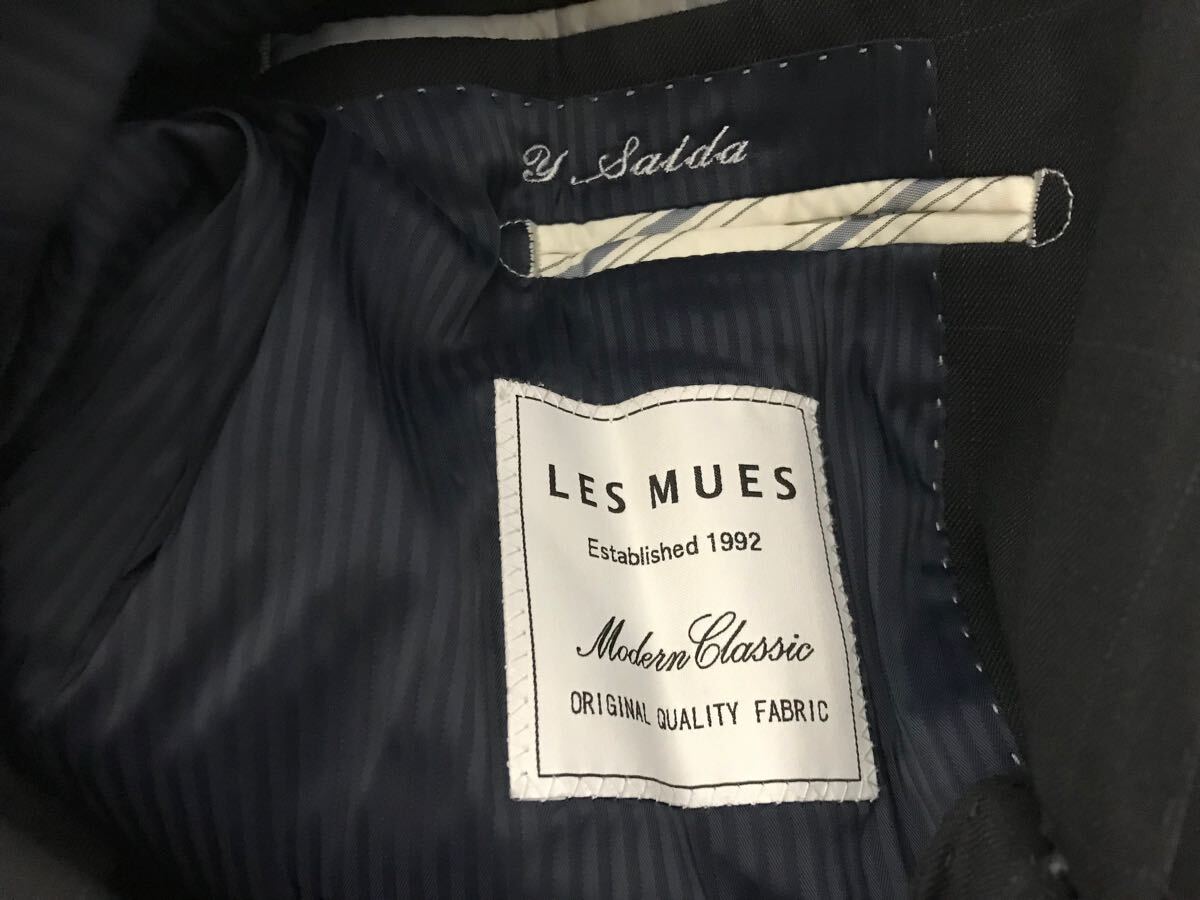 Y. Saida
LES MUES
Established 1992
Modern Classic
ORIGINAL QUALITY FABRIC